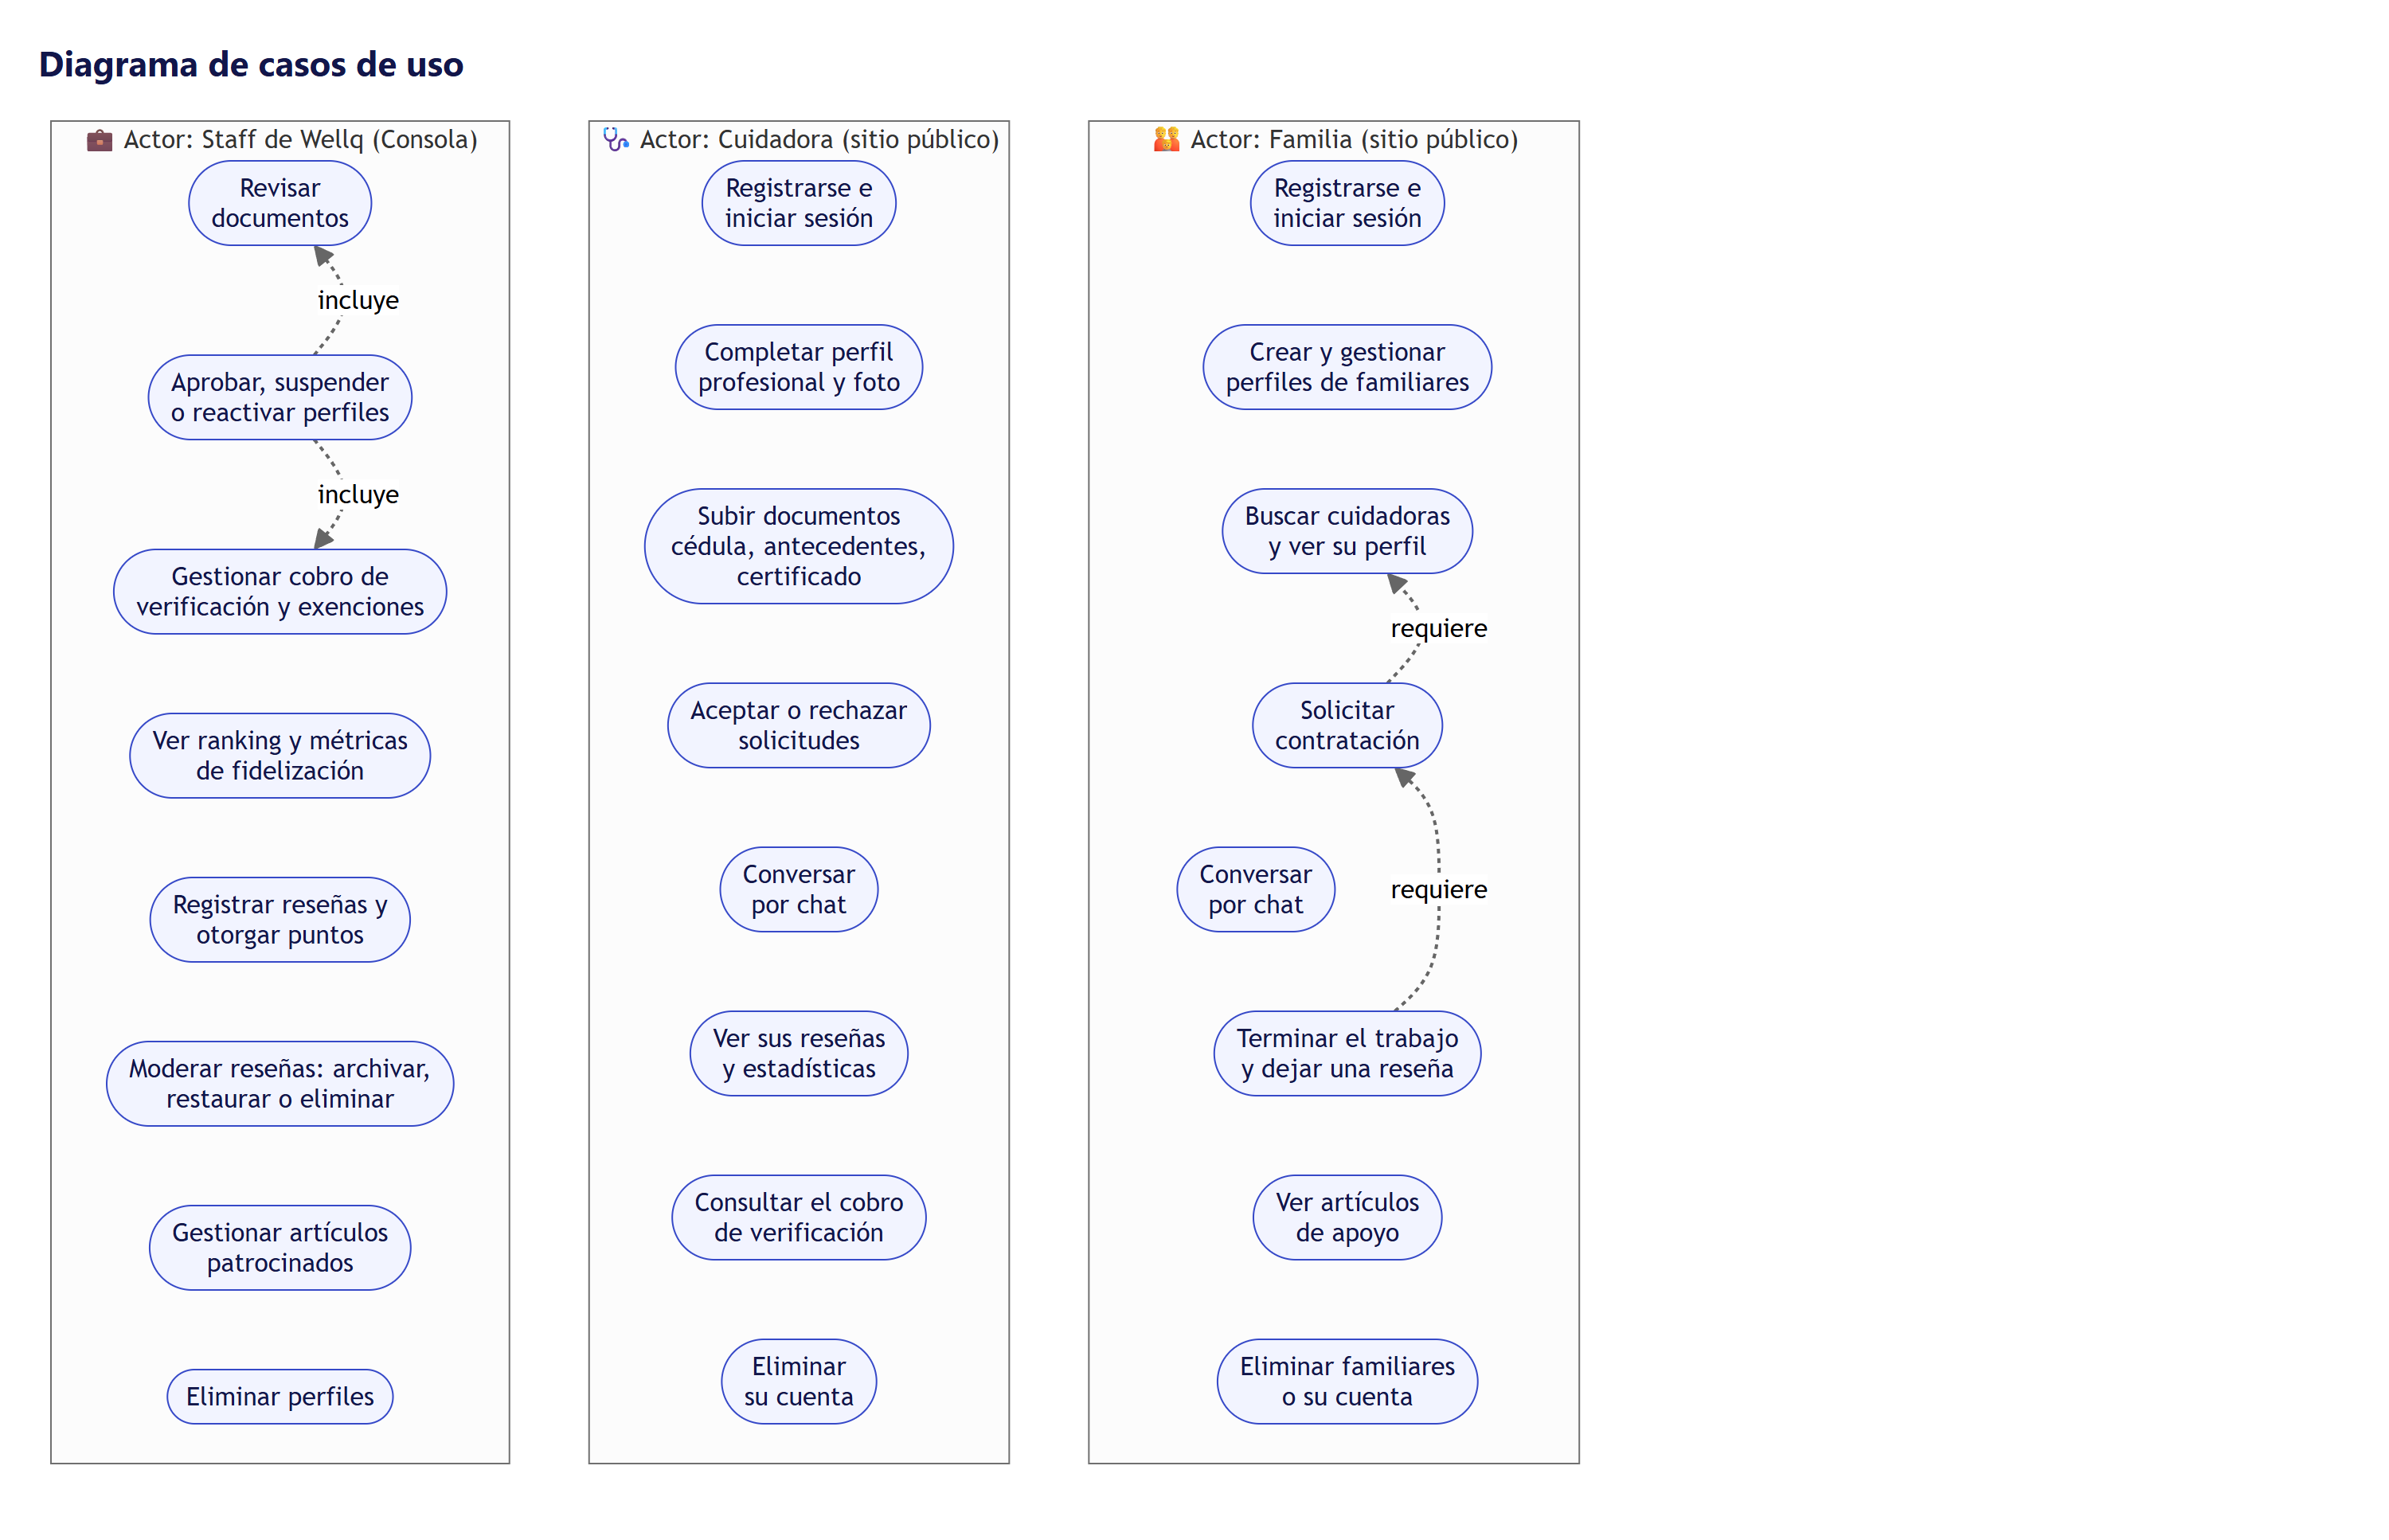 Diagrama de casos de uso
Actor: Staff de Wellq (Consola)
Revisar
documentos
incluye
Aprobar, suspender
o reactivar perfiles
incluye
Gestionar cobro de
verificación y exenciones
Ver ranking y métricas
de fidelización
Registrar reseñas y
otorgar puntos
Moderar reseñas: archivar,
restaurar o eliminar
Gestionar artículos
patrocinados
Eliminar perfiles
Actor: Cuidadora (sitio público)
Registrarse e
iniciar sesión
Completar perfil
profesional y foto
Subir documentos
cédula, antecedentes,
certificado
Aceptar o rechazar
solicitudes
Conversar
por chat
Ver sus reseñas
y estadísticas
Consultar el cobro
de verificación
Eliminar
su cuenta
Actor: Familia (sitio público)
Registrarse e
iniciar sesión
Crear y gestionar
perfiles de familiares
Buscar cuidadoras
y ver su perfil
requiere
Solicitar
contratación
Conversar
por chat
requiere
Terminar el trabajo
y dejar una reseña
Ver artículos
de apoyo
Eliminar familiares
o su cuenta